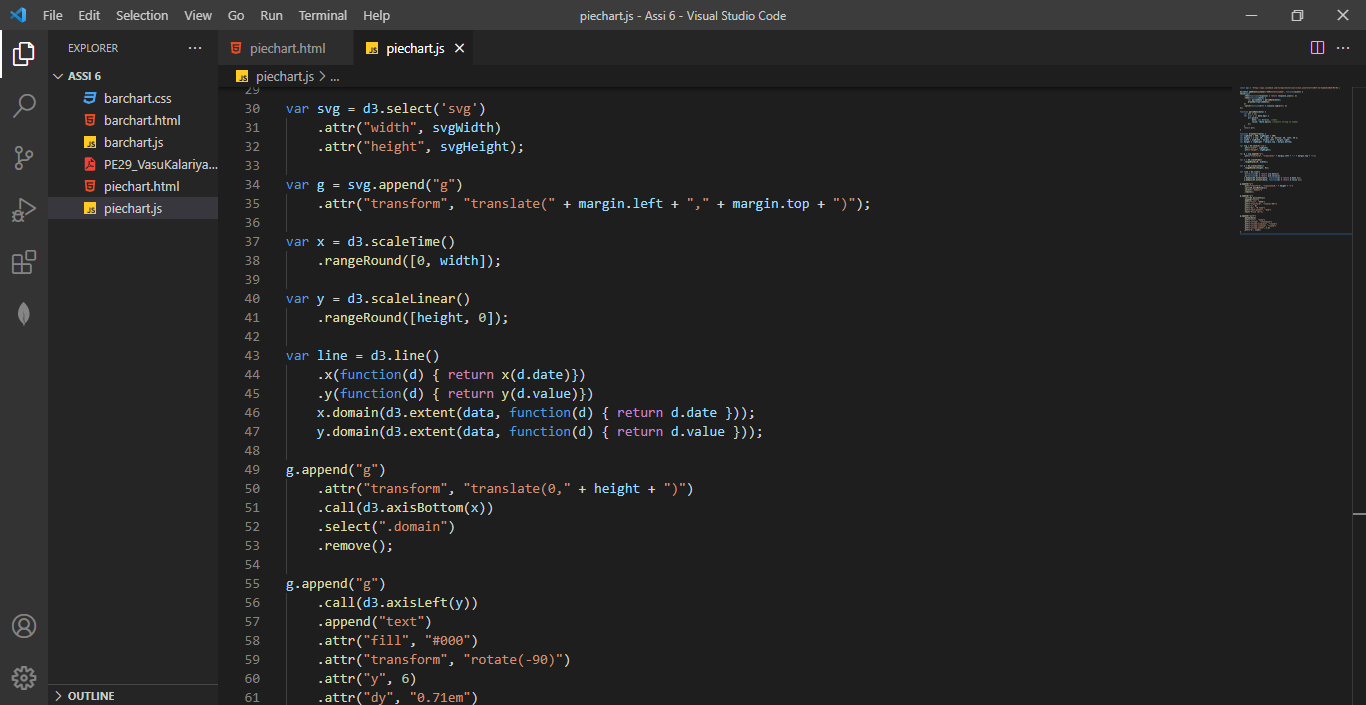 File Edit Selection View Go Run Terminal Help
piechart.js - Assi 6 - Visual Studio Code
EXPLORER
ASSI 6
barchart.css
barchart.html
barchart.js
PE29_VasuKalariya...
piechart.html
piechart.js
OUTLINE
piechart.html
JS piechart.js
JS piechart.js > ...
29
30 var svg = d3.select('svg')
31 .attr("width", svgWidth)
32 .attr("height", svgHeight);
33
34 var g = svg.append("g")
35 .attr("transform", "translate(" + margin.left + "," + margin.top + ")");
36
37 var x = d3.scaleTime()
38 .rangeRound([0, width]);
39
40 var y = d3.scaleLinear()
41 .rangeRound([height, 0]);
42
43 var line = d3.line()
44 .x(function(d) { return x(d.date)})
45 .y(function(d) { return y(d.value)})
46 x.domain(d3.extent(data, function(d) { return d.date }));
47 y.domain(d3.extent(data, function(d) { return d.value }));
48
49 g.append("g")
50 .attr("transform", "translate(0," + height + ")")
51 .call(d3.axisBottom(x))
52 .select(".domain")
53 .remove();
54
55 g.append("g")
56 .call(d3.axisLeft(y))
57 .append("text")
58 .attr("fill", "#000")
59 .attr("transform", "rotate(-90)")
60 .attr("y", 6)
61 .attr("dy", "0.71em")